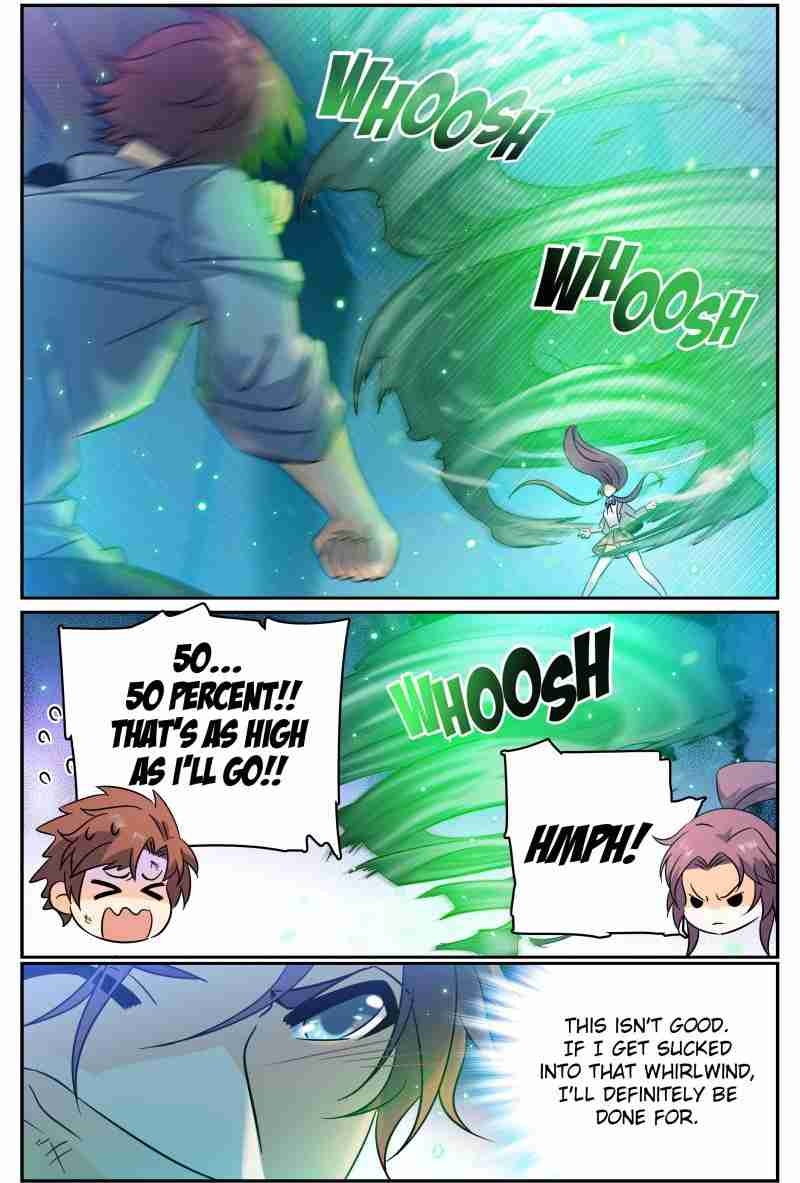 WHOOSH
WHOOSH
50...
50 PERCENT!!
THAT'S AS HIGH
AS I'LL GO!!
WHOOSH
HMPH!
THIS ISN'T GOOD.
IF I GET SUCKED
INTO THAT WHIRLWIND,
I'LL DEFINITELY BE
DONE FOR.